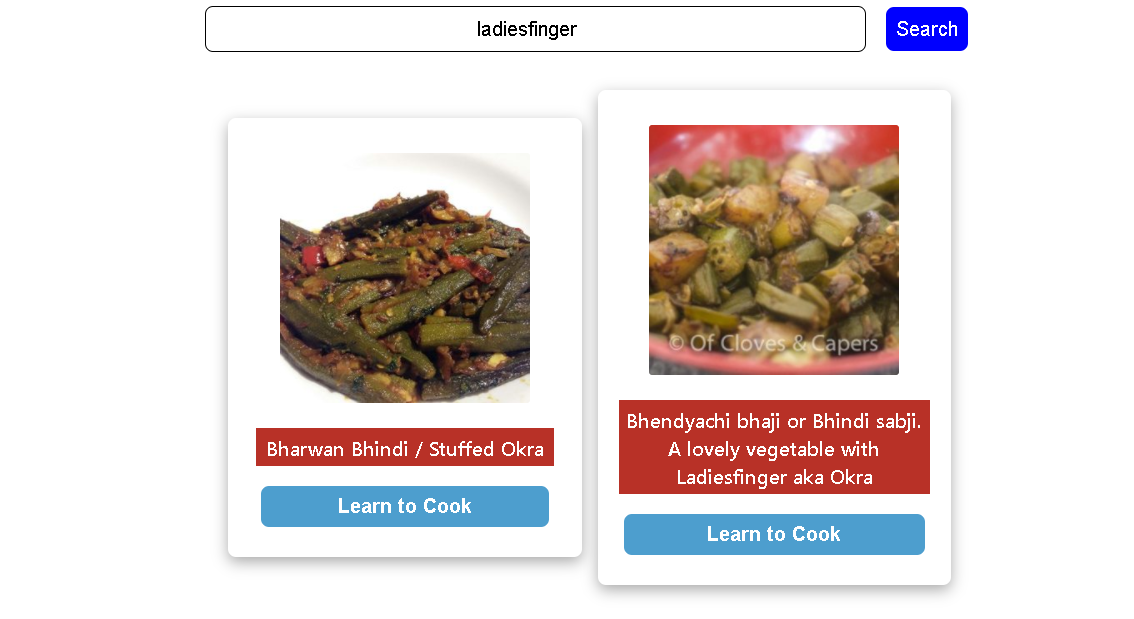 ladiesfinger
Search
Bharwan Bhindi / Stuffed Okra
Learn to Cook
© Of Cloves & Capers
Bhendyachi bhaji or Bhindi sabji.
A lovely vegetable with
Ladiesfinger aka Okra
Learn to Cook